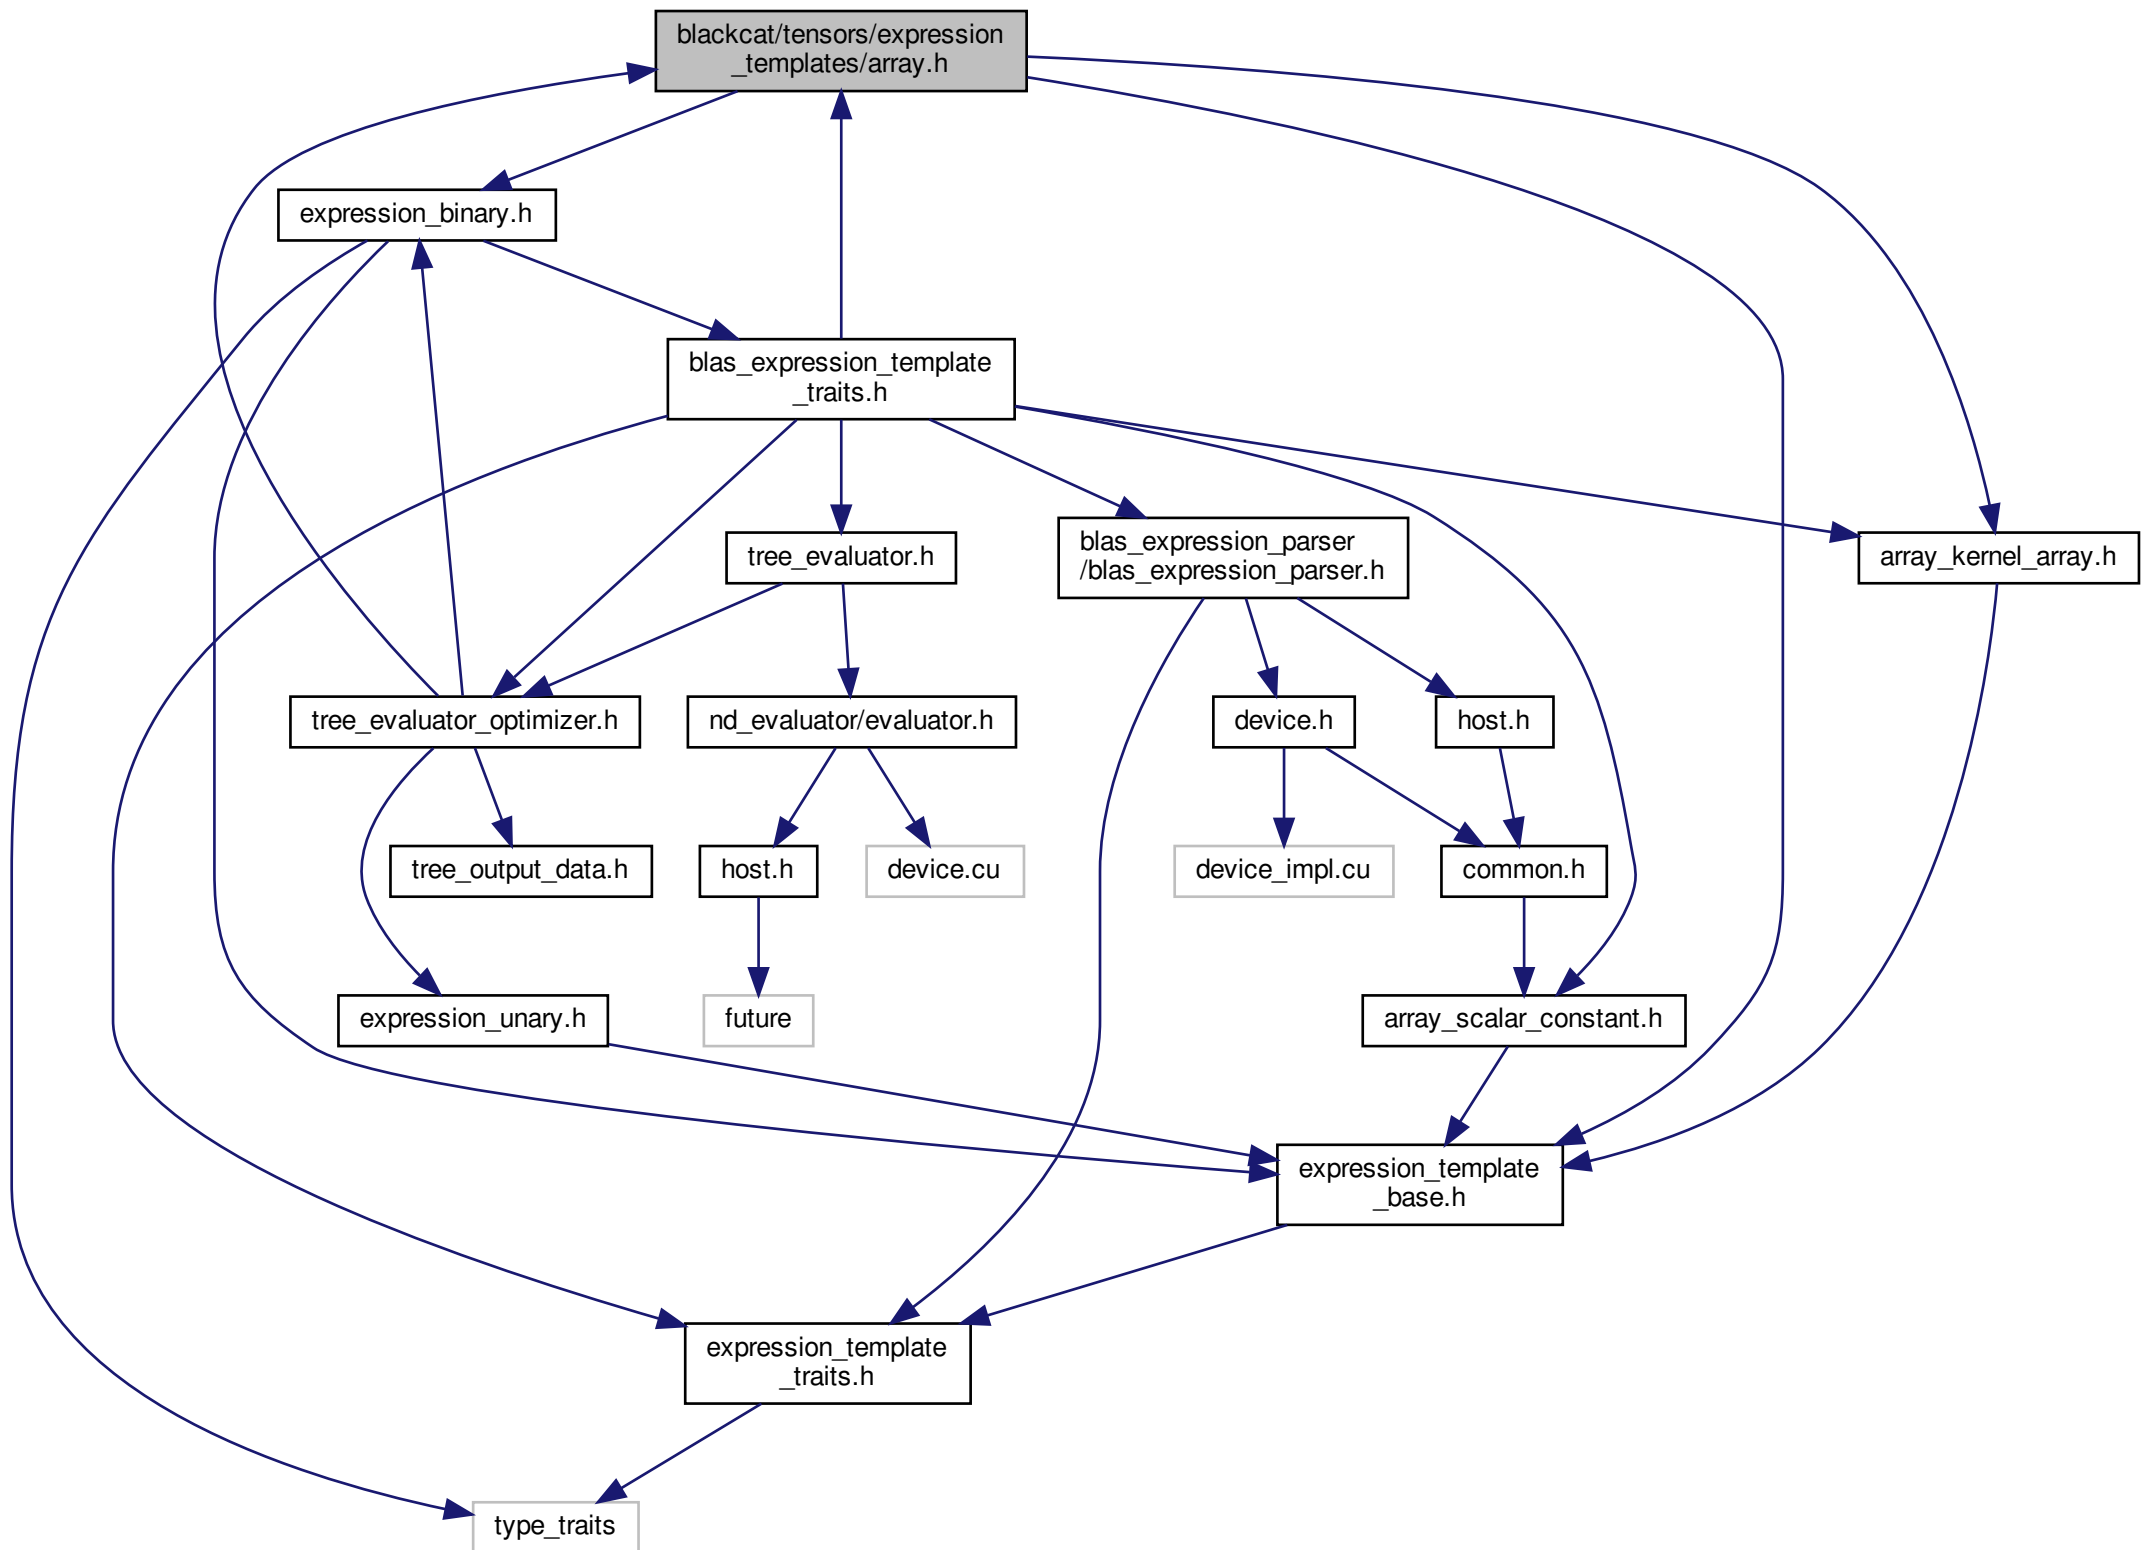 blackcat/tensors/expression
_templates/array.h
expression_binary.h
blas_expression_template
_traits.h
tree_evaluator.h
blas_expression_parser
/blas_expression_parser.h
array_kernel_array.h
tree_evaluator_optimizer.h
nd_evaluator/evaluator.h
device.h
host.h
tree_output_data.h
host.h
device.cu
device_impl.cu
common.h
expression_unary.h
future
array_scalar_constant.h
expression_template
_base.h
expression_template
_traits.h
type_traits